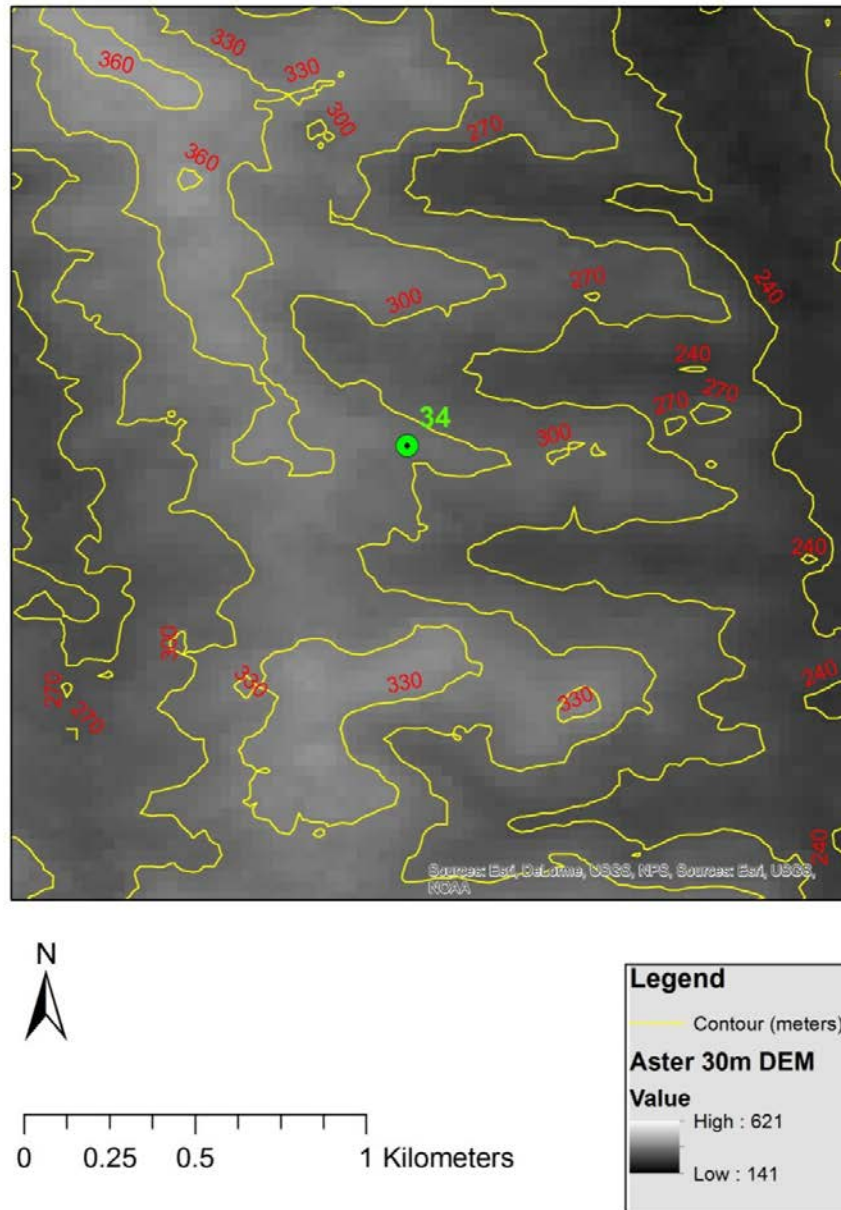 330
360
330
300
270
360
270
240
300
240
34
270
270
300
240
300
330
330
330
240
270
270
240
Sources: Esri, DeLorme, USGS, NPS, Sources: Esri, USGS,
NOAA
N
0 0.25 0.5 1 Kilometers
Legend
Contour (meters)
Aster 30m DEM
Value
High : 621
Low : 141